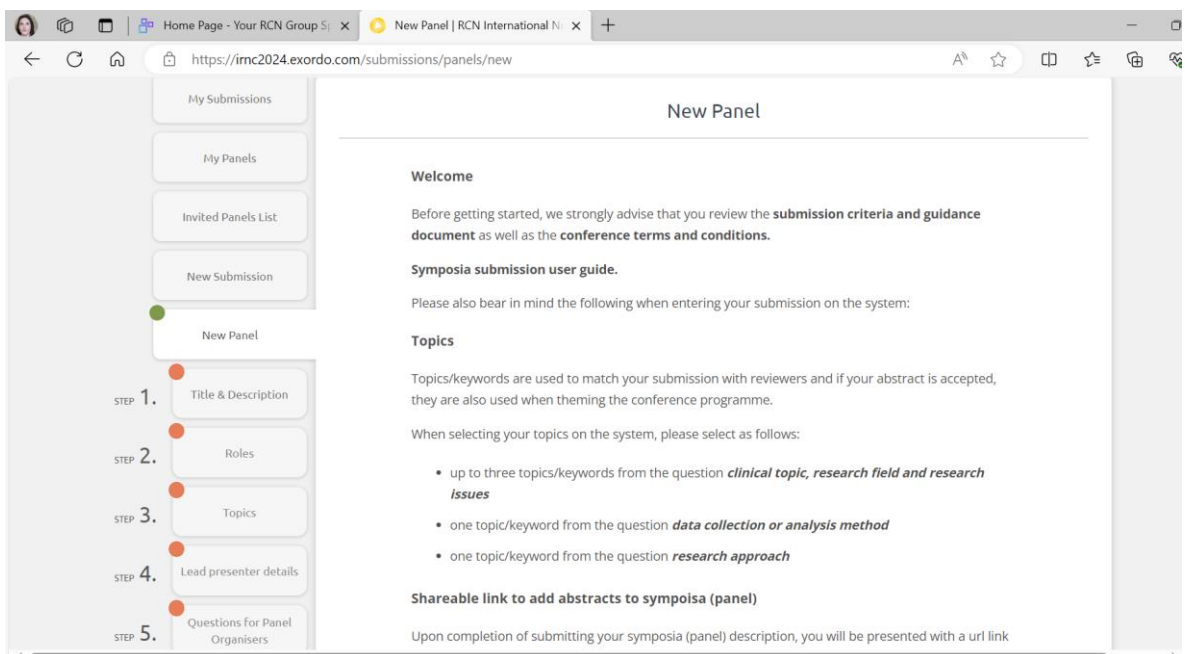 Home Page - Your RCN Group Sp
New Panel | RCN International N
https://irnc2024.exordo.com/submissions/panels/new
My Submissions
My Panels
Invited Panels List
New Submission
New Panel
STEP 1. Title & Description
STEP 2. Roles
STEP 3. Topics
STEP 4. Lead presenter details
STEP 5. Questions for Panel
Organisers
New Panel
Welcome
Before getting started, we strongly advise that you review the submission criteria and guidance
document as well as the conference terms and conditions.
Symposia submission user guide.
Please also bear in mind the following when entering your submission on the system:
Topics
Topics/keywords are used to match your submission with reviewers and if your abstract is accepted,
they are also used when theming the conference programme.
When selecting your topics on the system, please select as follows:
• up to three topics/keywords from the question clinical topic, research field and research
issues
• one topic/keyword from the question data collection or analysis method
• one topic/keyword from the question research approach
Shareable link to add abstracts to sympoisa (panel)
Upon completion of submitting your symposia (panel) description, you will be presented with a url link